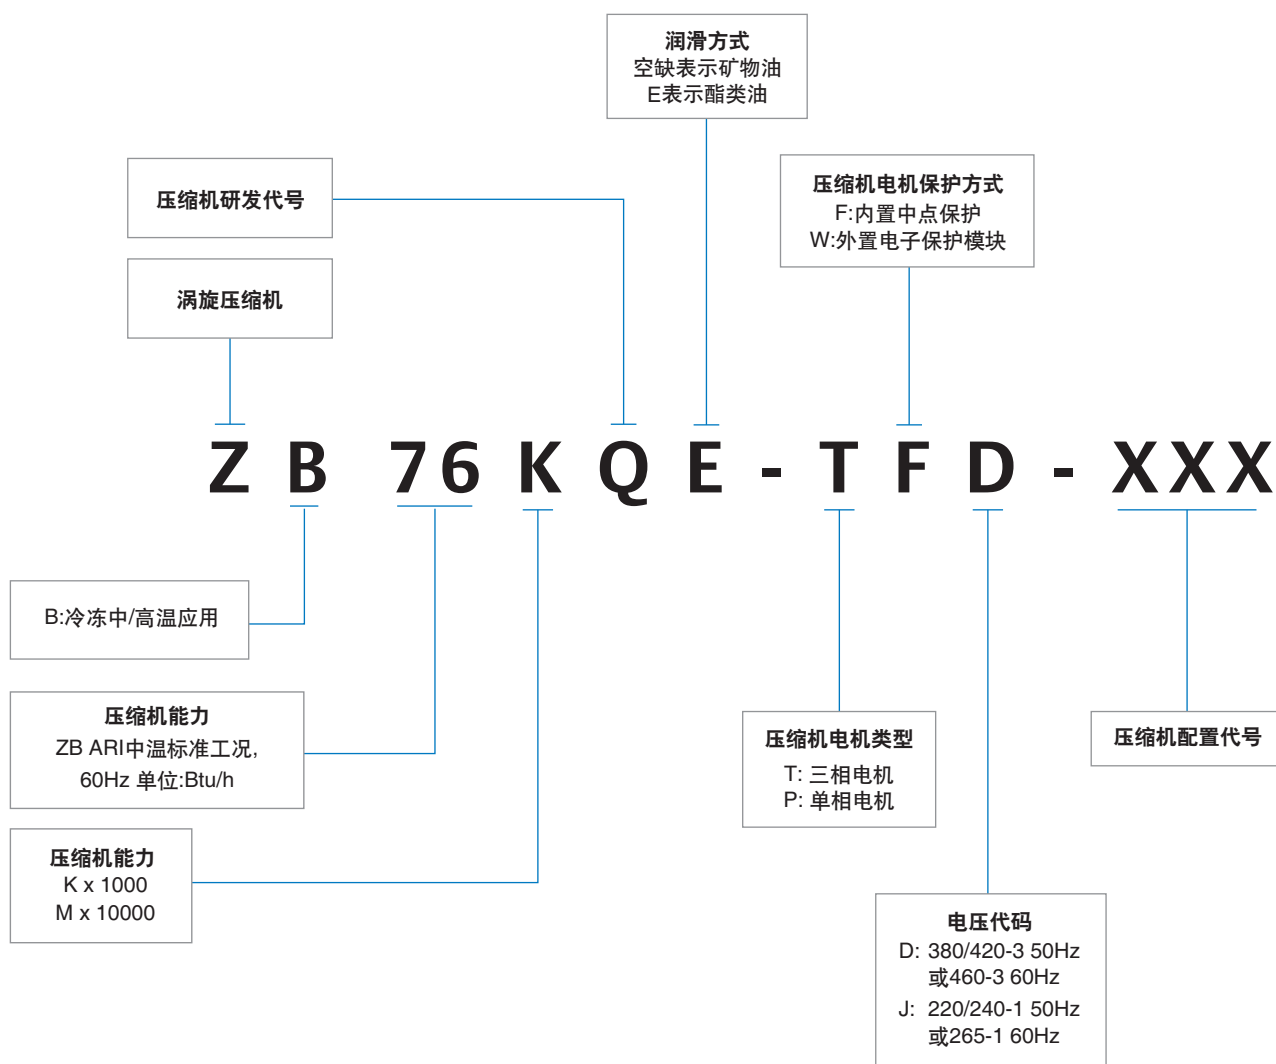 润滑方式
空缺表示矿物油
E表示酯类油
压缩机研发代号
压缩机电机保护方式
F:内置中点保护
W:外置电子保护模块
涡旋压缩机
Z B 76 K Q E - T F D - XXX
B:冷冻中/高温应用
压缩机能力
ZB ARI中温标准工况,
60Hz 单位:Btu/h
压缩机电机类型
T: 三相电机
P: 单相电机
压缩机配置代号
压缩机能力
K x 1000
M x 10000
电压代码
D: 380/420-3 50Hz
或460-3 60Hz
J: 220/240-1 50Hz
或265-1 60Hz